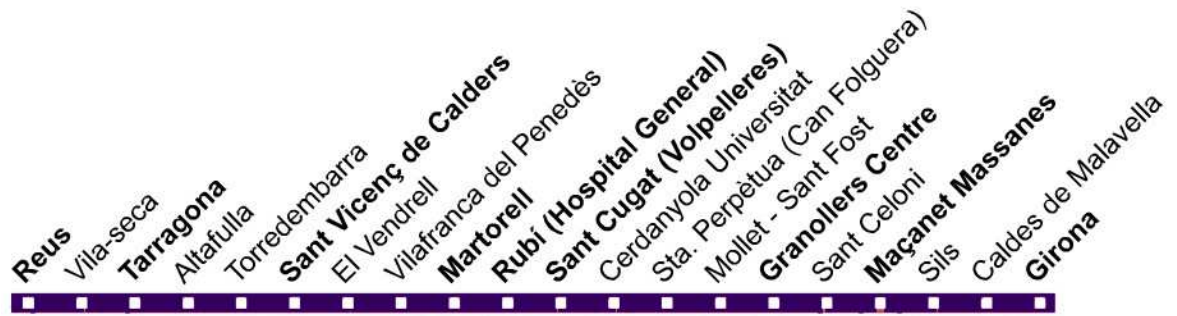 Reus
Vila-seca
Tarragona
Altafulla
Torredembarra
Sant Vicenç de Calders
El Vendrell
Vilafranca del Penedès
Martorell
Rubí (Hospital General)
Sant Cugat (Volpelleres)
Cerdanyola Universitat
Sta. Perpètua (Can Folguera)
Mollet - Sant Fost
Granollers Centre
Sant Celoni
Maçanet Massanes
Sils
Caldes de Malavella
Girona